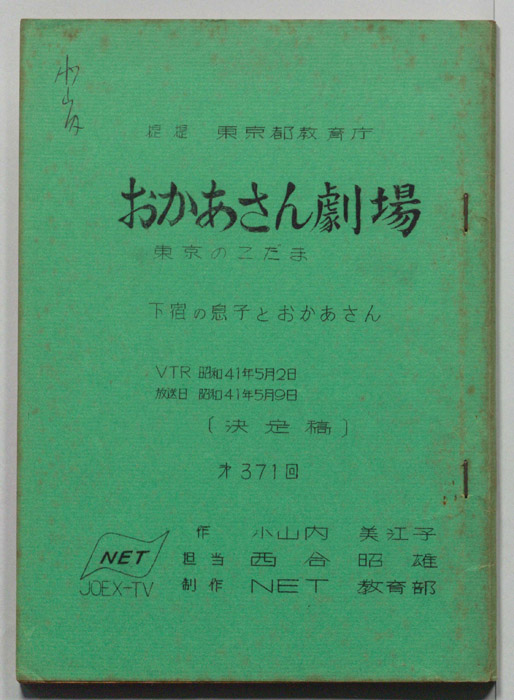 提 提 東京都教育庁
おかあさん劇場
東京のこだま
下宿の息子とおかあさん
VTR 昭和41年5月2日
放送日 昭和41年5月9日
〔決定稿〕
才371回
作 小山内 美江子
担当 西合 昭雄
制作 NET 教育部
NET
JOEX-TV